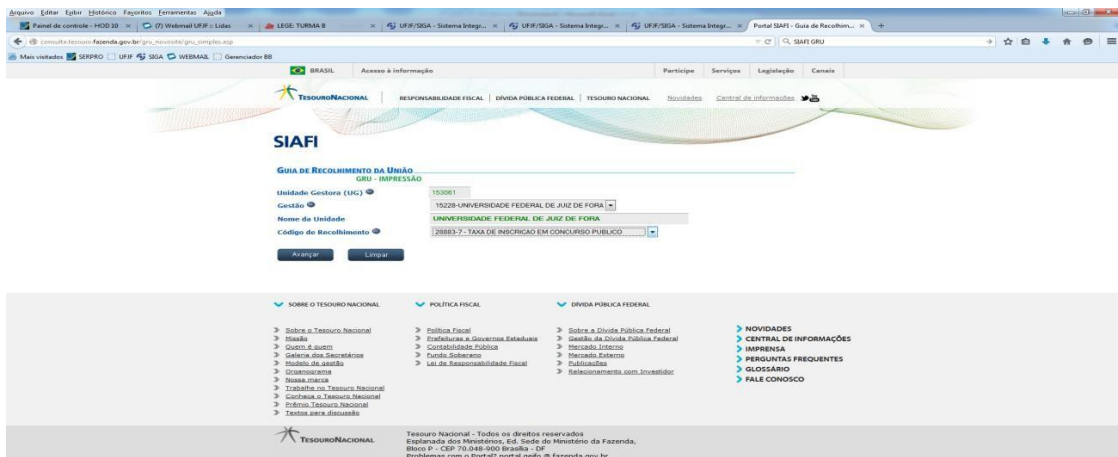 Arquivo Editar Exibir Histórico Favoritos Ferramentas Ajuda
Painel de controle - HOD 10 × (7) Webmail UFJF :: Lidas × LEGE: TURMA B × UFJF/SIGA - Sistema Integr... × UFJF/SIGA - Sistema Integr... × UFJF/SIGA - Sistema Integr... × Portal SIAFI - Guia de Recolhim... × +
consulta.tesouro.fazenda.gov.br/gru_novosite/gru_simples.asp SIAFI GRU
Mais visitados SERPRO UFJF SIGA WEBMAIL Gerenciador BB
BRASIL Acesso à informação Participe Serviços Legislação Canais
TESOURONACIONAL RESPONSABILIDADE FISCAL DÍVIDA PÚBLICA FEDERAL TESOURO NACIONAL Novidades Central de informações
SIAFI
GUIA DE RECOLHIMENTO DA UNIÃO
GRU - IMPRESSÃO
Unidade Gestora (UG) 153061
Gestão 15228-UNIVERSIDADE FEDERAL DE JUIZ DE FORA
Nome da Unidade UNIVERSIDADE FEDERAL DE JUIZ DE FORA
Código de Recolhimento 28883-7 - TAXA DE INSCRICAO EM CONCURSO PUBLICO
Avançar Limpar
SOBRE O TESOURO NACIONAL POLÍTICA FISCAL DÍVIDA PÚBLICA FEDERAL
Sobre o Tesouro Nacional
Missão
Quem é quem
Galeria dos Secretários
Modelo de gestão
Organograma
Nossa marca
Trabalhe no Tesouro Nacional
Conheça o Tesouro Nacional
Prêmio Tesouro Nacional
Textos para discussão
Política Fiscal
Prefeituras e Governos Estaduais
Contabilidade Pública
Fundo Soberano
Lei de Responsabilidade Fiscal
Sobre a Dívida Pública Federal
Gestão da Dívida Pública Federal
Mercado Interno
Mercado Externo
Publicações
Relacionamento com Investidor
NOVIDADES
CENTRAL DE INFORMAÇÕES
IMPRENSA
PERGUNTAS FREQUENTES
GLOSSÁRIO
FALE CONOSCO
TESOURONACIONAL
Tesouro Nacional - Todos os direitos reservados
Esplanada dos Ministérios, Ed. Sede do Ministério da Fazenda,
Bloco P - CEP 70.048-900 Brasília - DF
Problemas com o Portal? portal.geifo @ fazenda.gov.br